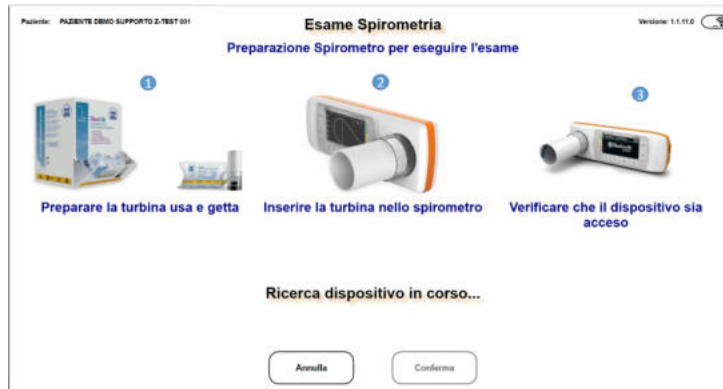 Paziente: PAZIENTE DEMO SUPPORTO Z-TEST 001
Esame Spirometria
Versione: 1.1.11.0
Preparazione Spirometro per eseguire l'esame
1
2
3
Preparare la turbina usa e getta
Inserire la turbina nello spirometro
Verificare che il dispositivo sia
acceso
Ricerca dispositivo in corso...
Annulla
Conferma